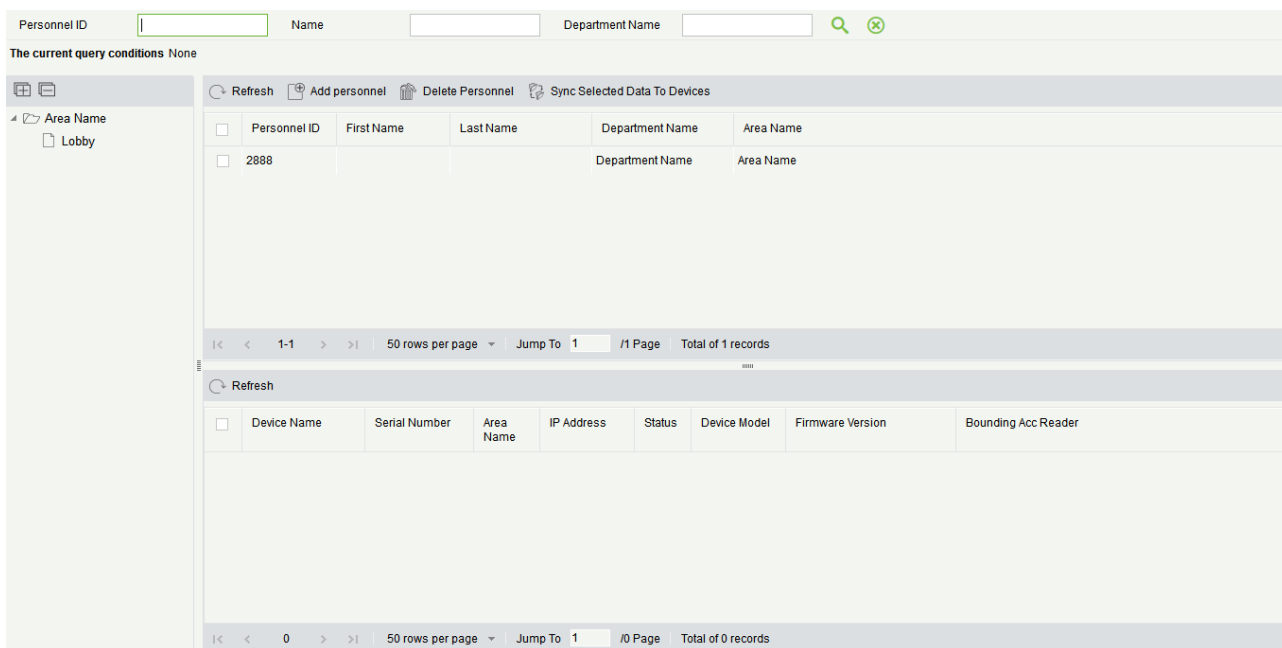 Personnel ID Name Department Name
The current query conditions None
Area Name
Lobby
Refresh Add personnel Delete Personnel Sync Selected Data To Devices
Personnel ID First Name Last Name Department Name Area Name
2888 Department Name Area Name
1-1 50 rows per page Jump To 1 /1 Page Total of 1 records
Refresh
Device Name Serial Number Area Name IP Address Status Device Model Firmware Version Bounding Acc Reader
0 50 rows per page Jump To 1 /0 Page Total of 0 records